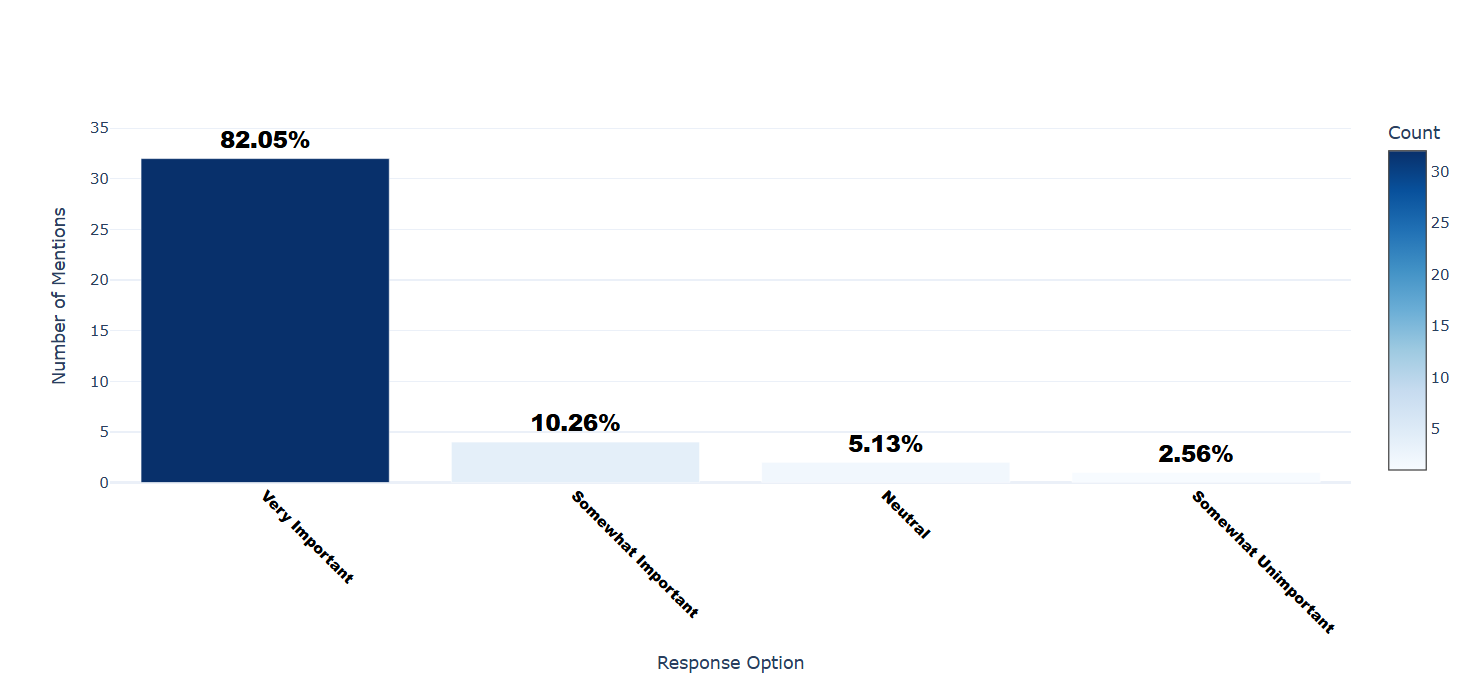 Count
35
30
25
20
15
10
5
0
Number of Mentions
82.05%
10.26%
5.13%
2.56%
30
25
20
15
10
5
Very Important
Somewhat Important
Neutral
Somewhat Unimportant
Response Option